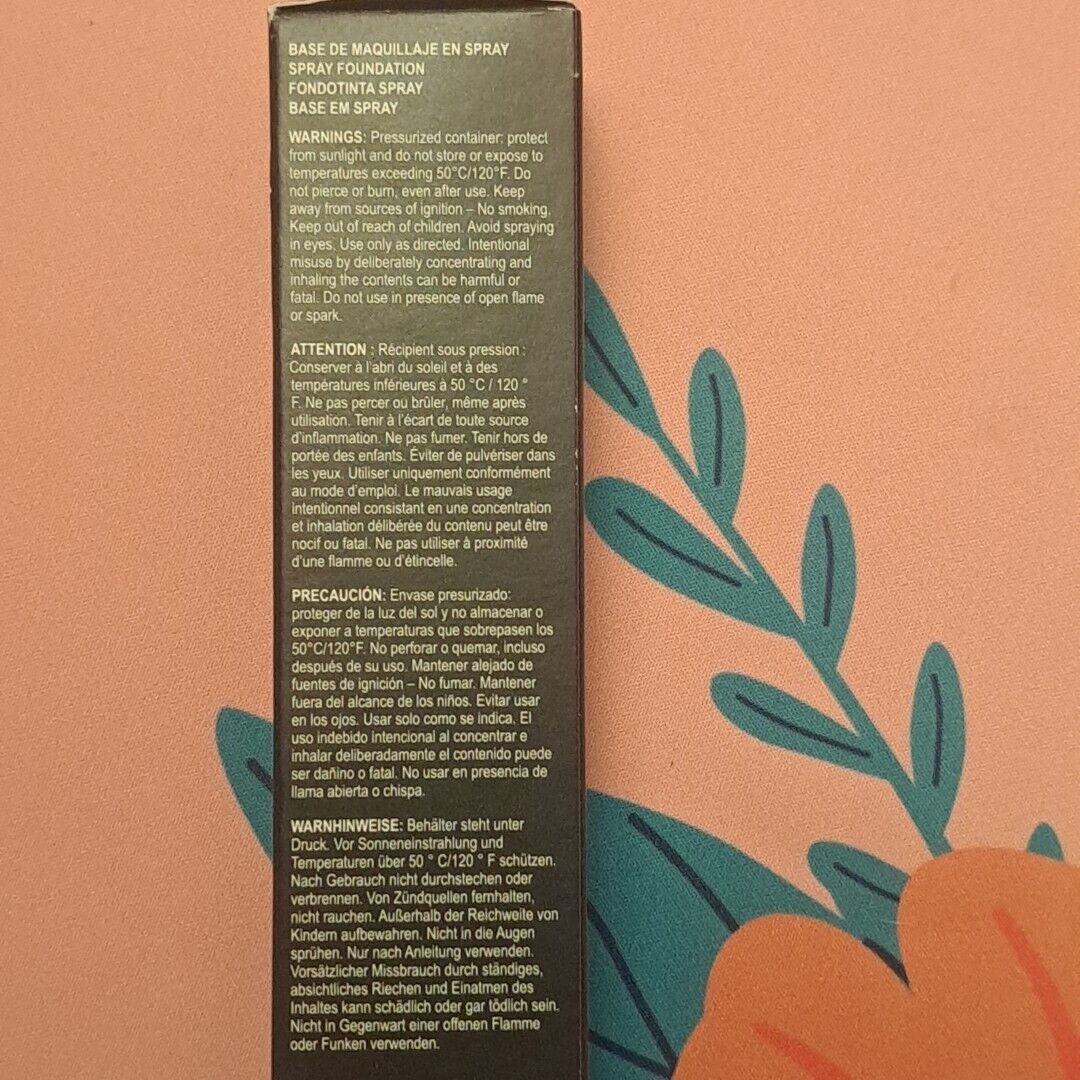 BASE DE MAQUILLAJE EN SPRAY
SPRAY FOUNDATION
FONDOTINTA SPRAY
BASE EM SPRAY
WARNINGS: Pressurized container: protect
from sunlight and do not store or expose to
temperatures exceeding 50°C/120°F. Do
not pierce or burn, even after use. Keep
away from sources of ignition – No smoking.
Keep out of reach of children. Avoid spraying
in eyes. Use only as directed. Intentional
misuse by deliberately concentrating and
inhaling the contents can be harmful or
fatal. Do not use in presence of open flame
or spark.
ATTENTION : Récipient sous pression :
Conserver à l'abri du soleil et à des
températures inférieures à 50 °C / 120 °
F. Ne pas percer ou brûler, même après
utilisation. Tenir à l'écart de toute source
d'inflammation. Ne pas fumer. Tenir hors de
portée des enfants. Éviter de pulvériser dans
les yeux. Utiliser uniquement conformément
au mode d'emploi. Le mauvais usage
intentionnel consistant en une concentration
et inhalation délibérée du contenu peut être
nocif ou fatal. Ne pas utiliser à proximité
d'une flamme ou d'étincelle.
PRECAUCIÓN: Envase presurizado:
proteger de la luz del sol y no almacenar o
exponer a temperaturas que sobrepasen los
50°C/120°F. No perforar o quemar, incluso
después de su uso. Mantener alejado de
fuentes de ignición – No fumar. Mantener
fuera del alcance de los niños. Evitar usar
en los ojos. Usar solo como se indica. El
uso indebido intencional al concentrar e
inhalar deliberadamente el contenido puede
ser dañino o fatal. No usar en presencia de
llama abierta o chispa.
WARNHINWEISE: Behälter steht unter
Druck. Vor Sonneneinstrahlung und
Temperaturen über 50 ° C/120 ° F schützen.
Nach Gebrauch nicht durchstechen oder
verbrennen. Von Zündquellen fernhalten,
nicht rauchen. Außerhalb der Reichweite von
Kindern aufbewahren. Nicht in die Augen
sprühen. Nur nach Anleitung verwenden.
Vorsätzlicher Missbrauch durch ständiges,
absichtliches Riechen und Einatmen des
Inhaltes kann schädlich oder gar tödlich sein.
Nicht in Gegenwart einer offenen Flamme
oder Funken verwenden.